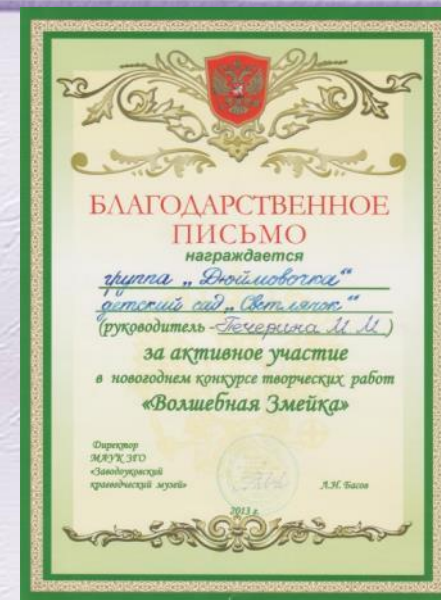 БЛАГОДАРСТВЕННОЕ
ПИСЬМО
награждается
группа „Дюймовочка“
детский сад „Светлячок“
(руководитель - Печерина М. М.)
за активное участие
в новогоднем конкурсе творческих работ
«Волшебная Змейка»
Директор
МАУК ЗГО
«Заводоуковский
краеведческий музей»
А.Н. Басов
2013 г.